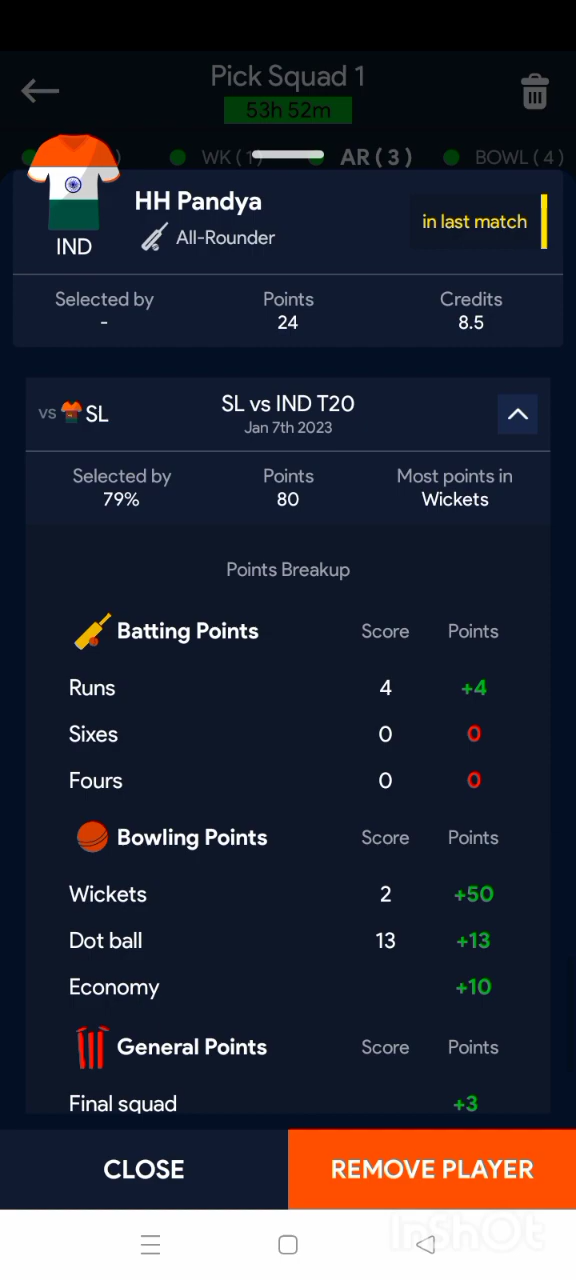 Pick Squad 1
53h 52m
WK ( 1
AR ( 3 )
BOWL ( 4 )
HH Pandya
All-Rounder
IND
in last match
Selected by
Points
Credits
-
24
8.5
vs SL
SL vs IND T20
Jan 7th 2023
Selected by
Points
Most points in
79%
80
Wickets
Points Breakup
Batting Points Score Points
Runs 4 +4
Sixes 0 0
Fours 0 0
Bowling Points Score Points
Wickets 2 +50
Dot ball 13 +13
Economy +10
General Points Score Points
Final squad +3
CLOSE
REMOVE PLAYER
InShOt